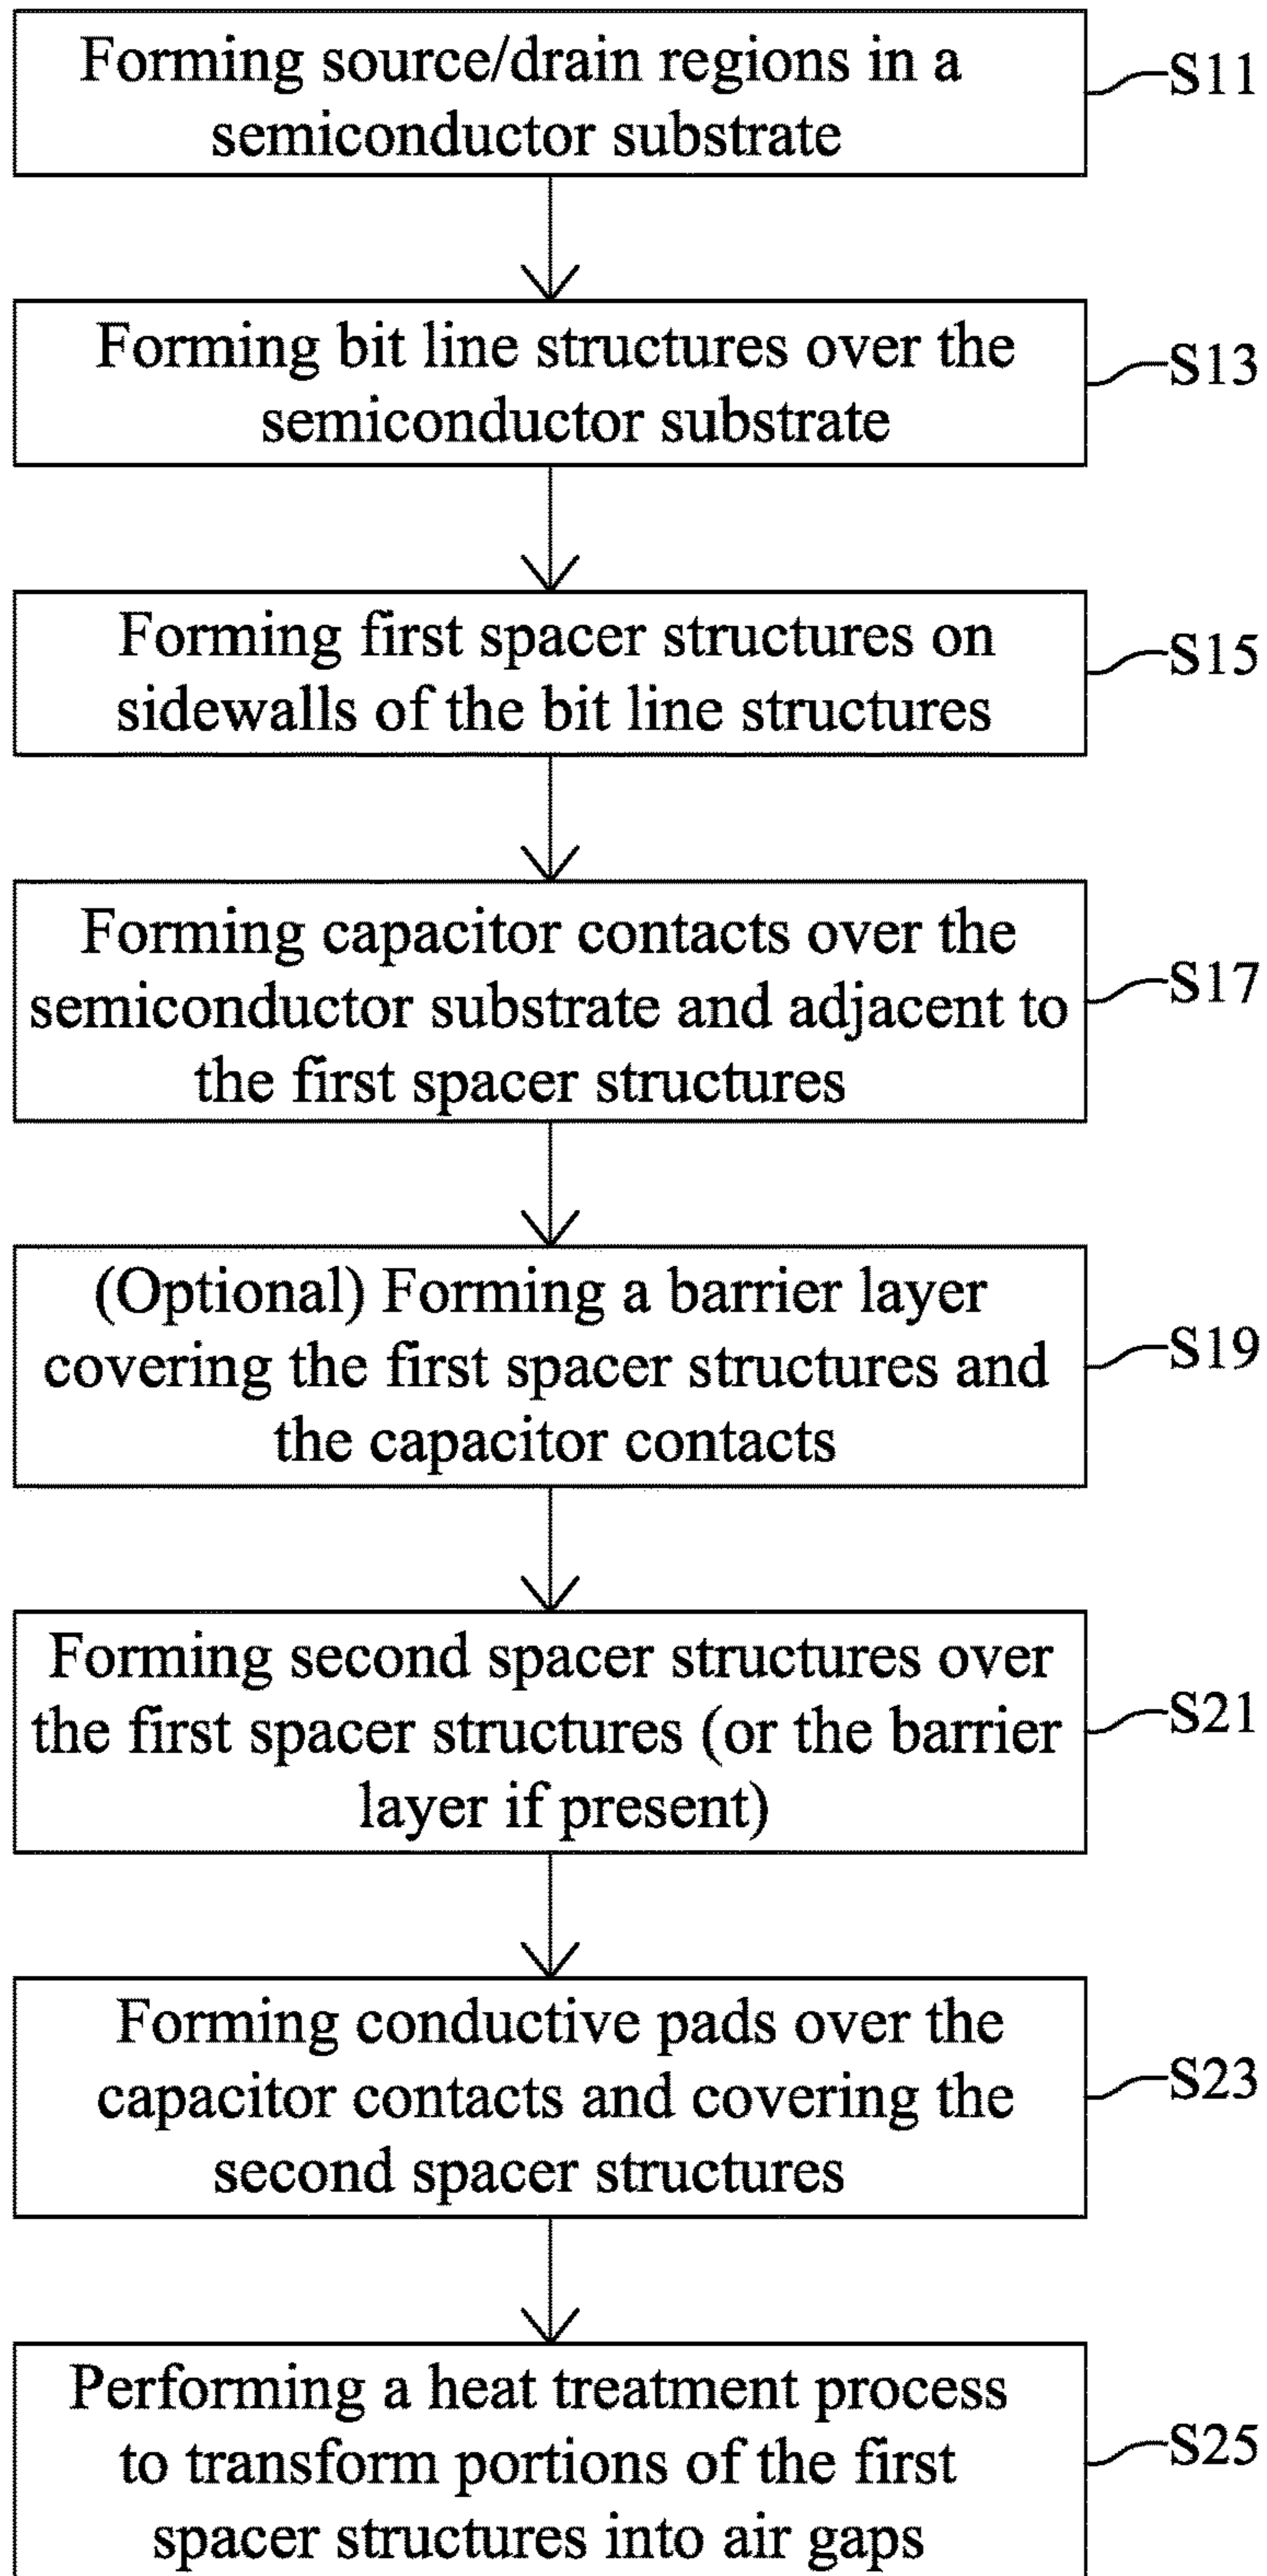 Forming source/drain regions in a
semiconductor substrate
S11
Forming bit line structures over the
semiconductor substrate
S13
Forming first spacer structures on
sidewalls of the bit line structures
S15
Forming capacitor contacts over the
semiconductor substrate and adjacent to
the first spacer structures
S17
(Optional) Forming a barrier layer
covering the first spacer structures and
the capacitor contacts
S19
Forming second spacer structures over
the first spacer structures (or the barrier
layer if present)
S21
Forming conductive pads over the
capacitor contacts and covering the
second spacer structures
S23
Performing a heat treatment process
to transform portions of the first
spacer structures into air gaps
S25